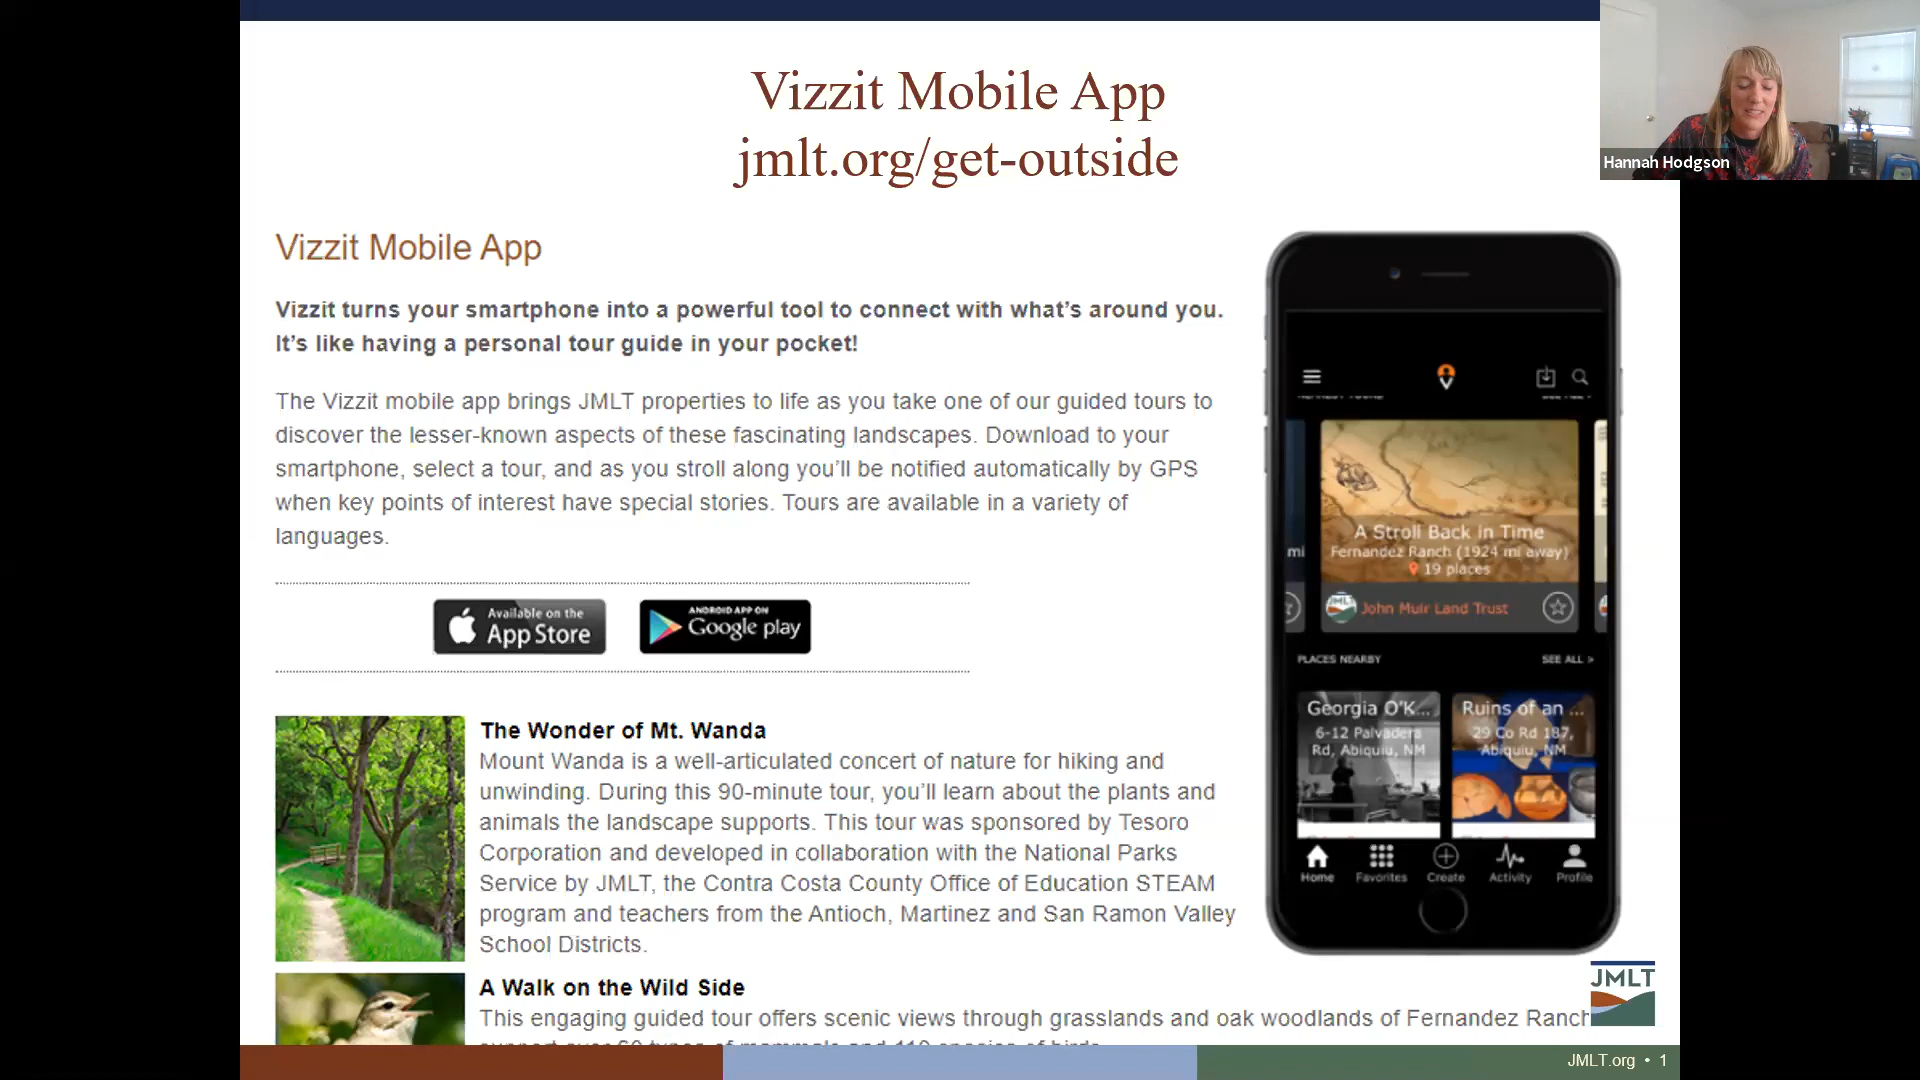 Vizzit Mobile App
jmlt.org/get-outside
Hannah Hodgson
Vizzit Mobile App
Vizzit turns your smartphone into a powerful tool to connect with what's around you.
It's like having a personal tour guide in your pocket!
The Vizzit mobile app brings JMLT properties to life as you take one of our guided tours to
discover the lesser-known aspects of these fascinating landscapes. Download to your
smartphone, select a tour, and as you stroll along you'll be notified automatically by GPS
when key points of interest have special stories. Tours are available in a variety of
languages.
Available on the
App Store
ANDROID APP ON
Google play
The Wonder of Mt. Wanda
Mount Wanda is a well-articulated concert of nature for hiking and
unwinding. During this 90-minute tour, you'll learn about the plants and
animals the landscape supports. This tour was sponsored by Tesoro
Corporation and developed in collaboration with the National Parks
Service by JMLT, the Contra Costa County Office of Education STEAM
program and teachers from the Antioch, Martinez and San Ramon Valley
School Districts.
A Walk on the Wild Side
This engaging guided tour offers scenic views through grasslands and oak woodlands of Fernandez Ranch
mi
A Stroll Back in Time
Fernandez Ranch (1924 mi away)
19 places
JMLT
John Muir Land Trust
PLACES NEARBY
SEE ALL >
Georgia O'K...
6-12 Palvadera
Rd, Abiquiu, NM
Ruins of an ...
29 Co Rd 187,
Abiquiu, NM
Home
Favorites
Create
Activity
Profile
JMLT
JMLT.org • 1